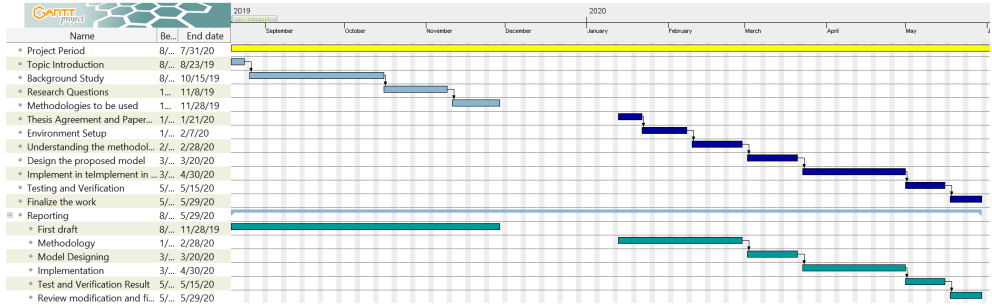 GANTT
project
2019
2020
Topic Introduction
September October November December January February March April May
Name Be... End date
Project Period 8/... 7/31/20
Topic Introduction 8/... 8/23/19
Background Study 8/... 10/15/19
Research Questions 1... 11/8/19
Methodologies to be used 1... 11/28/19
Thesis Agreement and Paper... 1/... 1/21/20
Environment Setup 1/... 2/7/20
Understanding the methodol... 2/... 2/28/20
Design the proposed model 3/... 3/20/20
Implement in teImplement in ... 3/... 4/30/20
Testing and Verification 5/... 5/15/20
Finalize the work 5/... 5/29/20
Reporting 8/... 5/29/20
First draft 8/... 11/28/19
Methodology 1/... 2/28/20
Model Designing 3/... 3/20/20
Implementation 3/... 4/30/20
Test and Verification Result 5/... 5/15/20
Review modification and fi... 5/... 5/29/20